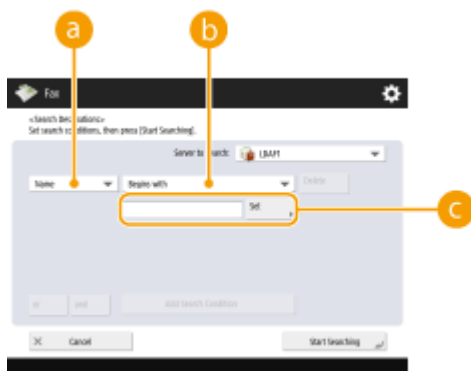 a
b
Fax
<Search Destinations>
Set search conditions, then press [Start Searching].
Server to Search: LDAP1
Name Begins with Delete
Set
c
or and Add Search Condition
Cancel Start Searching